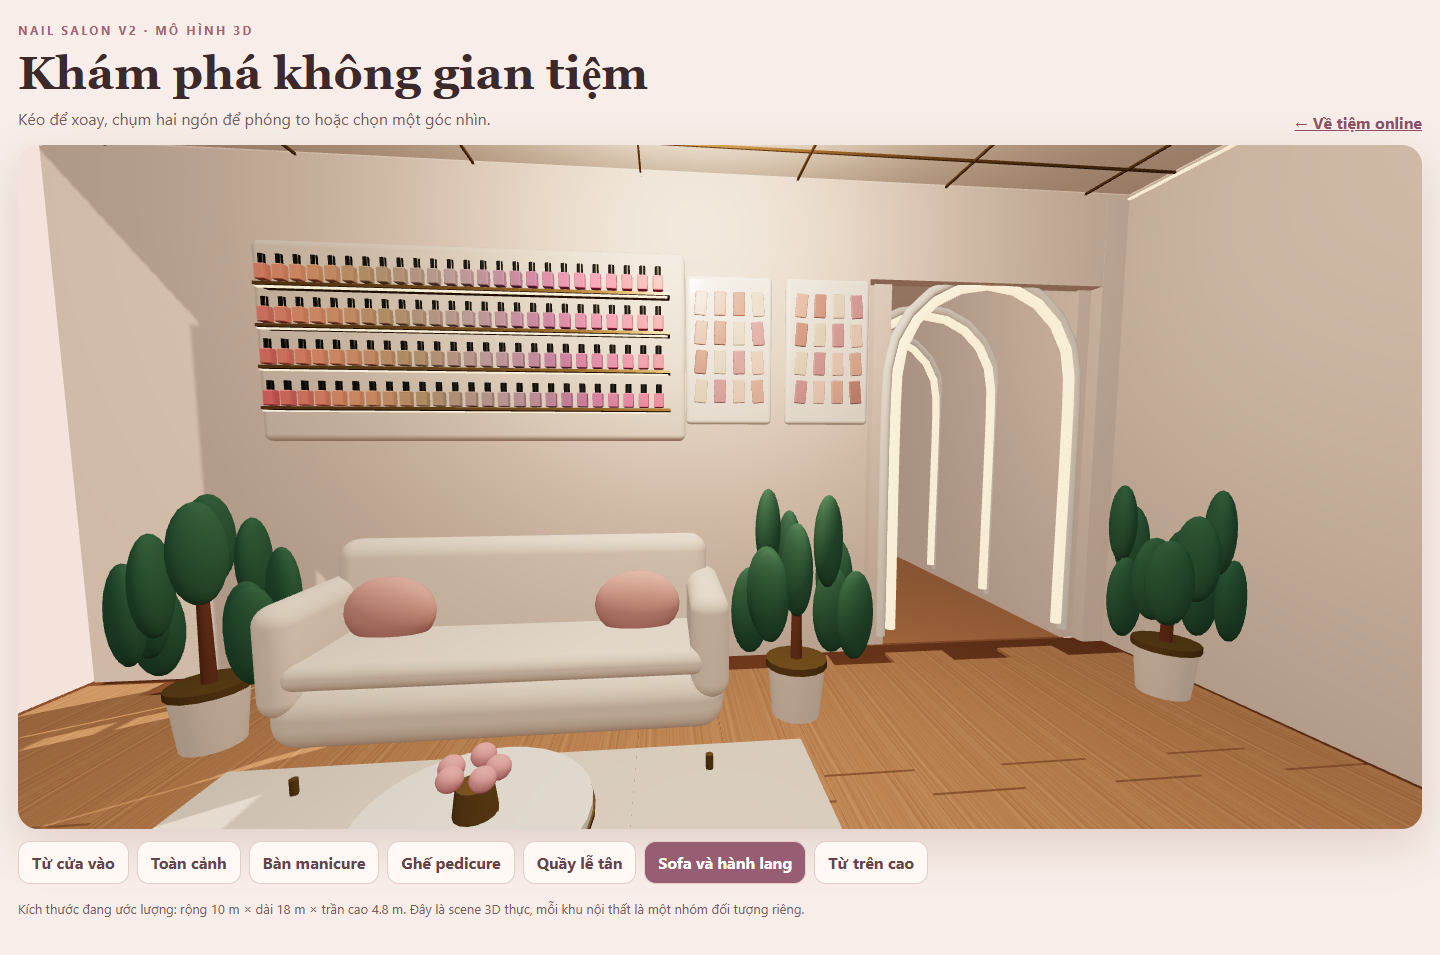 NAIL SALON V2 · MÔ HÌNH 3D
Khám phá không gian tiệm
Kéo để xoay, chụm hai ngón để phóng to hoặc chọn một góc nhìn.
← Về tiệm online
Từ cửa vào
Toàn cảnh
Bàn manicure
Ghế pedicure
Quầy lễ tân
Sofa và hành lang
Từ trên cao
Kích thước đang ước lượng: rộng 10 m × dài 18 m × trần cao 4.8 m. Đây là scene 3D thực, mỗi khu nội thất là một nhóm đối tượng riêng.